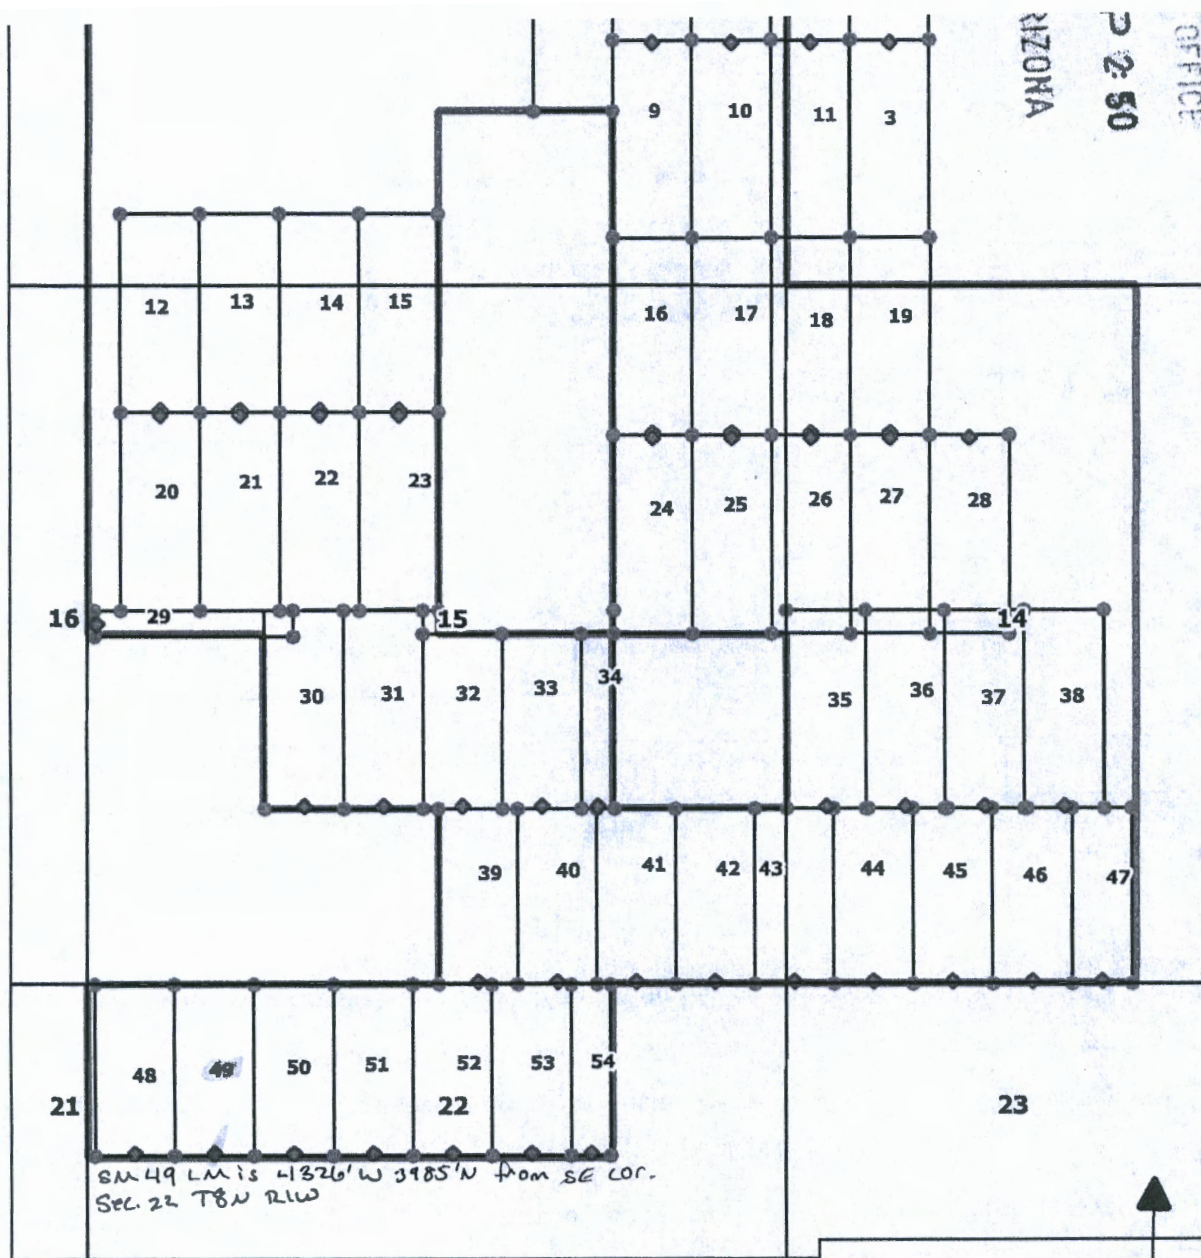 OFFICE
P 2:50
RIZONA
9 10 11 3
12 13 14 15 16 17 18 19
20 21 22 23 24 25 26 27 28
16 29 15 14
30 31 32 33 34 35 36 37 38
39 40 41 42 43 44 45 46 47
48 49 50 51 52 53 54
21 22 23
SM 49 LM is 4326' W 3985' N from SE cor.
Sec. 22 T8N R1W